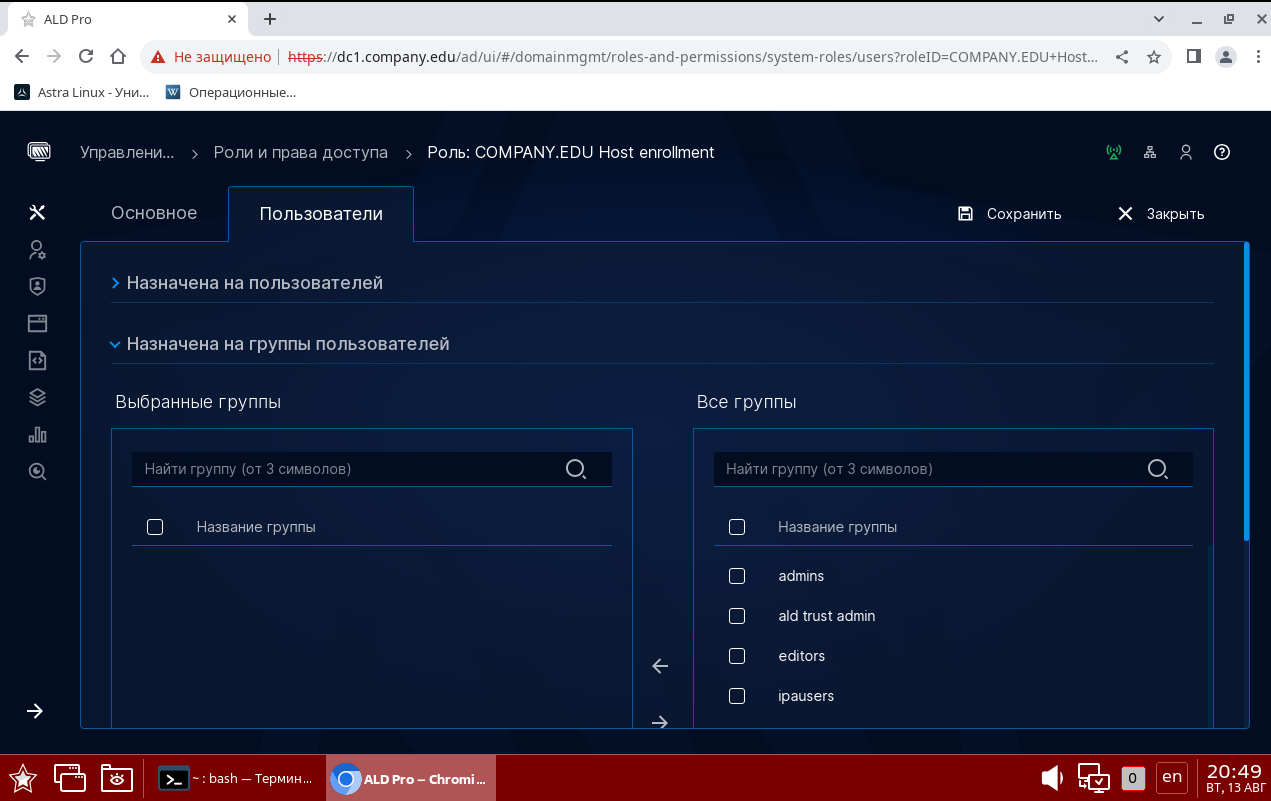 ALD Pro
Не защищено https://dc1.company.edu/ad/ui/#/domainmgmt/roles-and-permissions/system-roles/users?roleID=COMPANY.EDU+Host...
Astra Linux - Уни... Операционные...
Управлени... Роли и права доступа Роль: COMPANY.EDU Host enrollment
Основное Пользователи Сохранить Закрыть
Назначена на пользователей
Назначена на группы пользователей
Выбранные группы Все группы
Найти группу (от 3 символов) Найти группу (от 3 символов)
Название группы Название группы
admins
ald trust admin
editors
ipausers
~ : bash — Термин... ALD Pro – Chromi... 0 en 20:49
ВТ, 13 АВГ